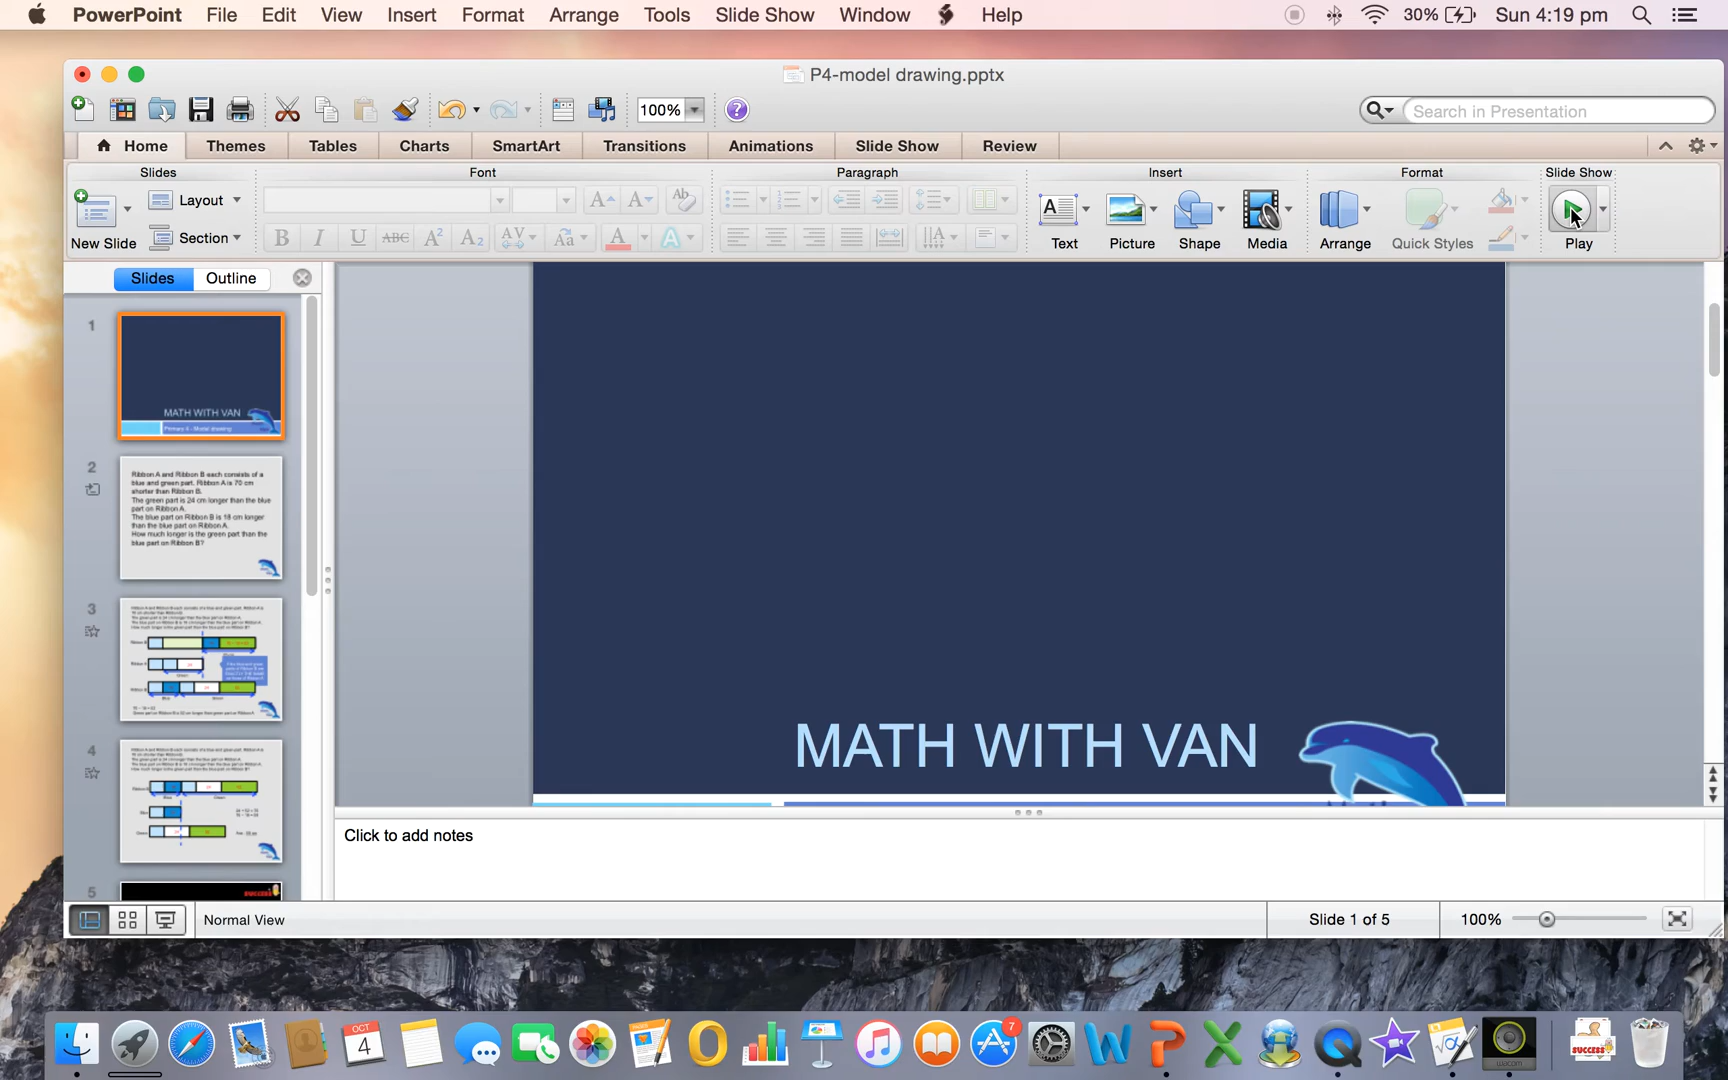 PowerPoint File Edit View Insert Format Arrange Tools Slide Show Window Help 30% Sun 4:19 pm
P4-model drawing.pptx
100% Search in Presentation
Home Themes Tables Charts SmartArt Transitions Animations Slide Show Review
Slides Font Paragraph Insert Format Slide Show
New Slide Layout Section Text Picture Shape Media Arrange Quick Styles Play
Slides Outline
1
MATH WITH VAN
Primary 4 - Model drawing
2
Ribbon A and Ribbon B each consists of a
blue and green part. Ribbon A is 70 cm
shorter than Ribbon B.
The green part is 24 cm longer than the blue
part on Ribbon A.
The blue part on Ribbon B is 18 cm longer
than the blue part on Ribbon A.
How much longer is the green part than the
blue part on Ribbon B?
3
4
5
SUCCESS
MATH WITH VAN
Click to add notes
Normal View Slide 1 of 5 100%
OCT
4
7
SUCCESS